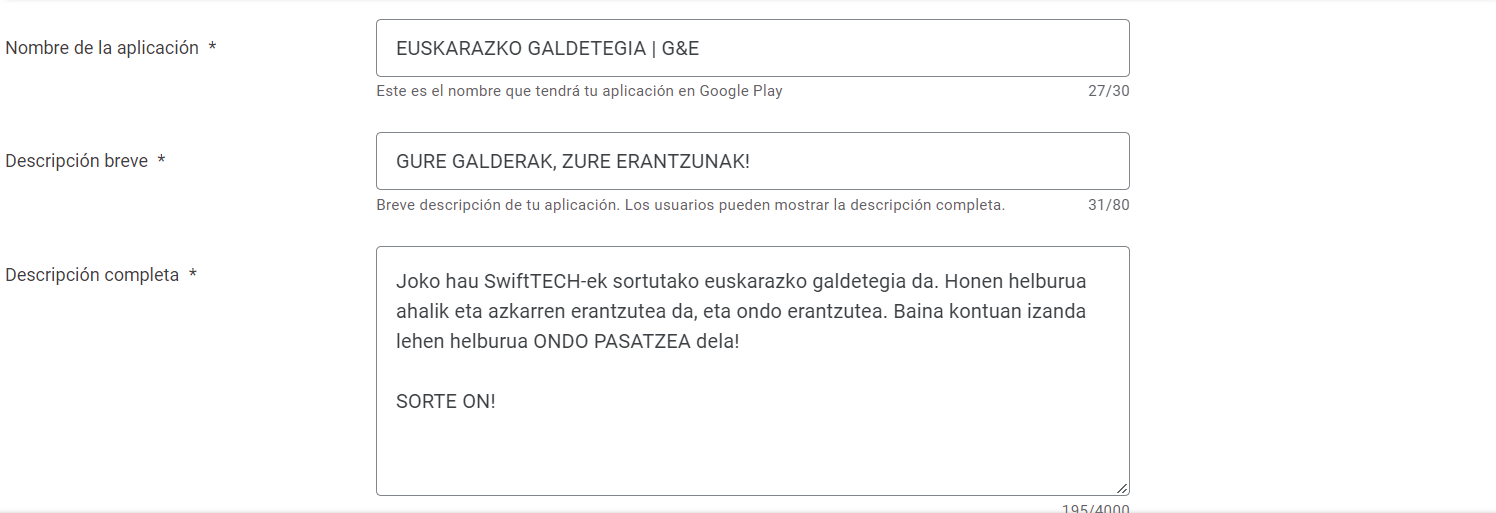 Nombre de la aplicación *
EUSKARAZKO GALDETEGIA | G&E
Este es el nombre que tendrá tu aplicación en Google Play 27/30
Descripción breve *
GURE GALDERAK, ZURE ERANTZUNAK!
Breve descripción de tu aplicación. Los usuarios pueden mostrar la descripción completa. 31/80
Descripción completa *
Joko hau SwiftTECH-ek sortutako euskarazko galdetegia da. Honen helburua
ahalik eta azkarren erantzutea da, eta ondo erantzutea. Baina kontuan izanda
lehen helburua ONDO PASATZEA dela!
SORTE ON!
195/4000